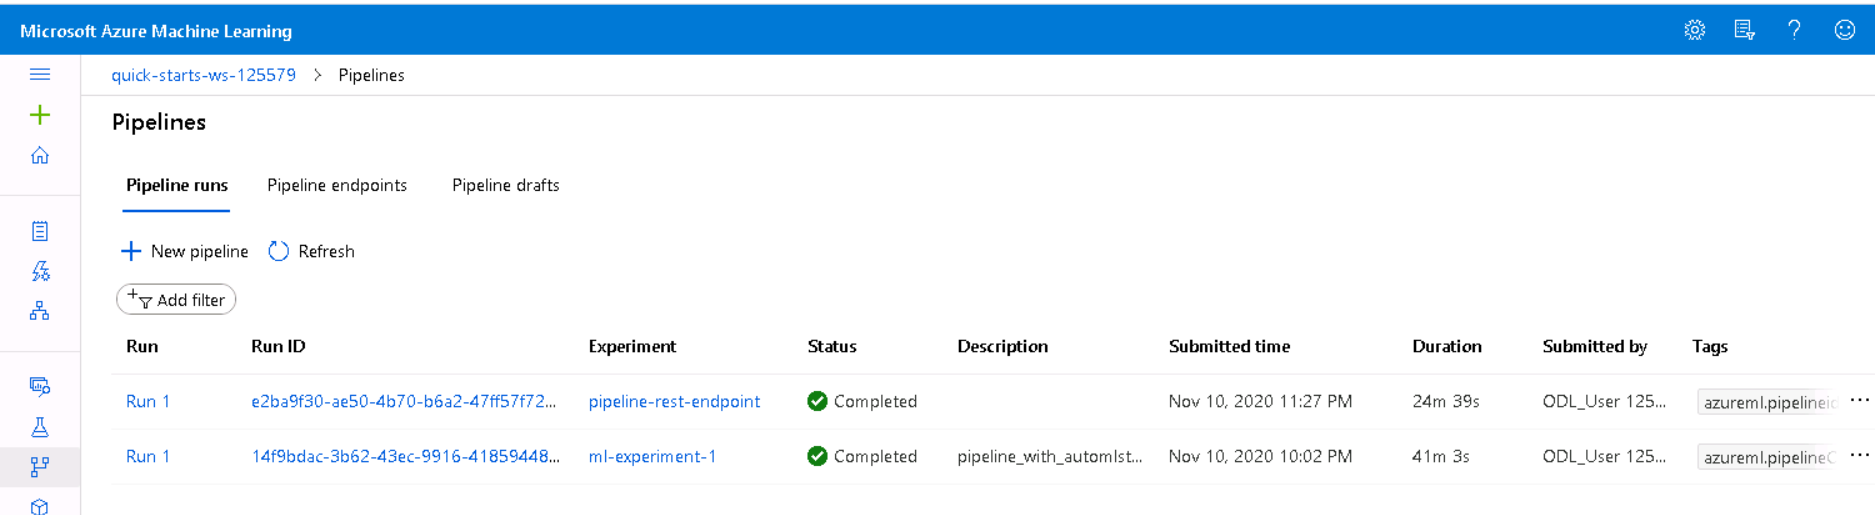 Microsoft Azure Machine Learning
quick-starts-ws-125579 > Pipelines
Pipelines
Pipeline runs Pipeline endpoints Pipeline drafts
New pipeline Refresh
Add filter
Run Run ID Experiment Status Description Submitted time Duration Submitted by Tags
Run 1 e2ba9f30-ae50-4b70-b6a2-47ff57f72... pipeline-rest-endpoint Completed Nov 10, 2020 11:27 PM 24m 39s ODL_User 125... azureml.pipelineid ...
Run 1 14f9bdac-3b62-43ec-9916-41859448... ml-experiment-1 Completed pipeline_with_automlst... Nov 10, 2020 10:02 PM 41m 3s ODL_User 125... azureml.pipelineC ...